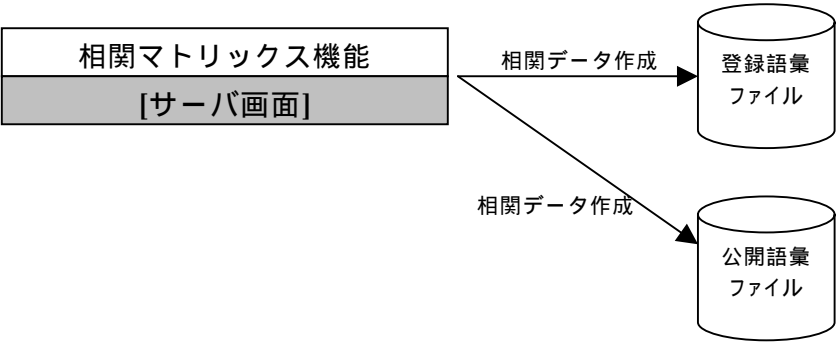 相関マトリックス機能
[サーバ画面]
相関データ作成
登録語彙
ファイル
相関データ作成
公開語彙
ファイル